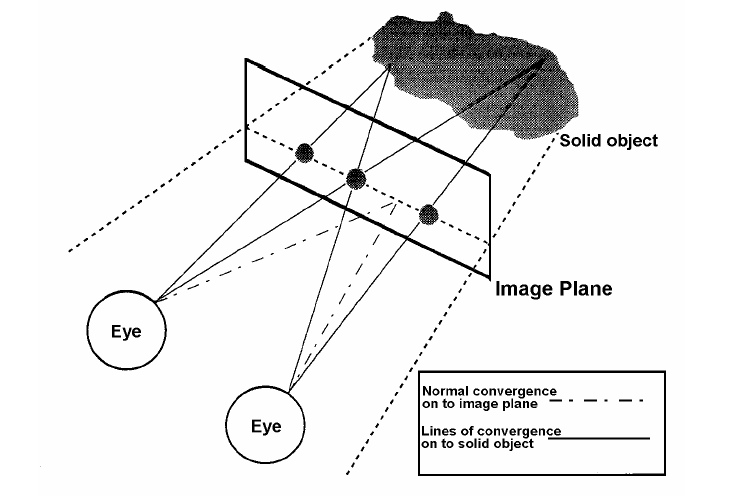 Solid object
Image Plane
Eye
Eye
Normal convergence
on to image plane
Lines of convergence
on to solid object